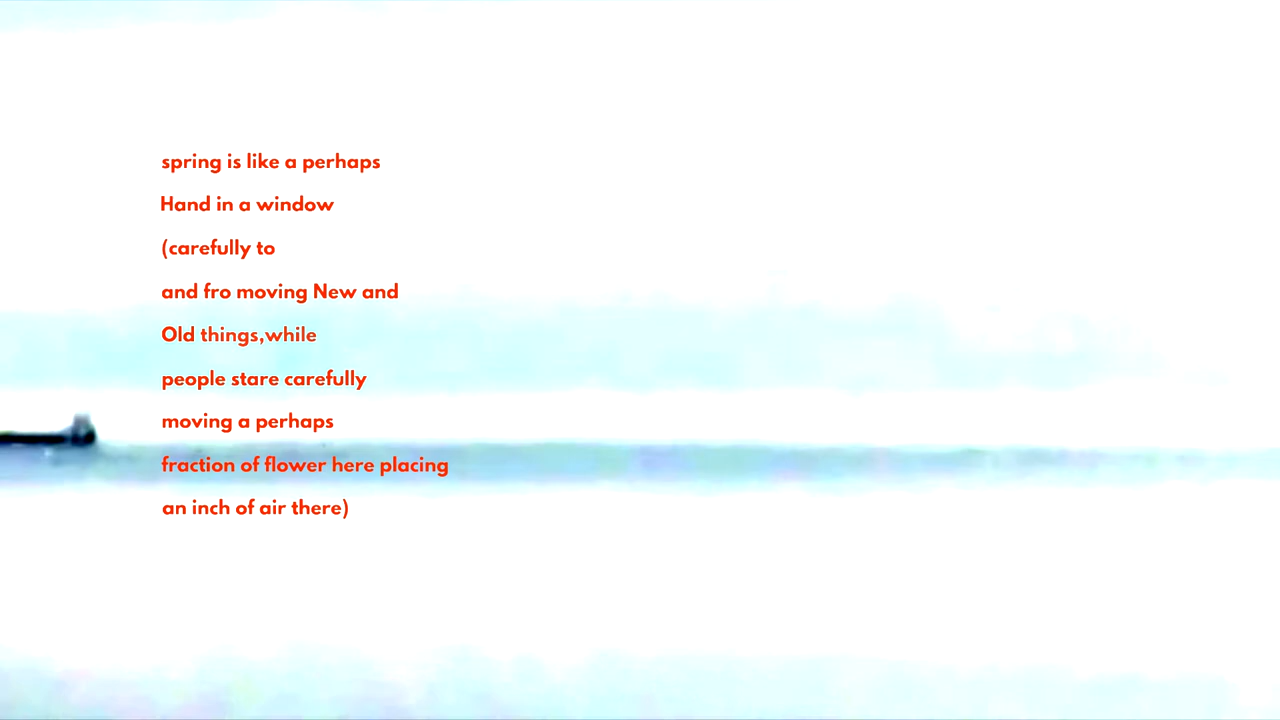 spring is like a perhaps
Hand in a window
(carefully to
and fro moving New and
Old things,while
people stare carefully
moving a perhaps
fraction of flower here placing
an inch of air there)